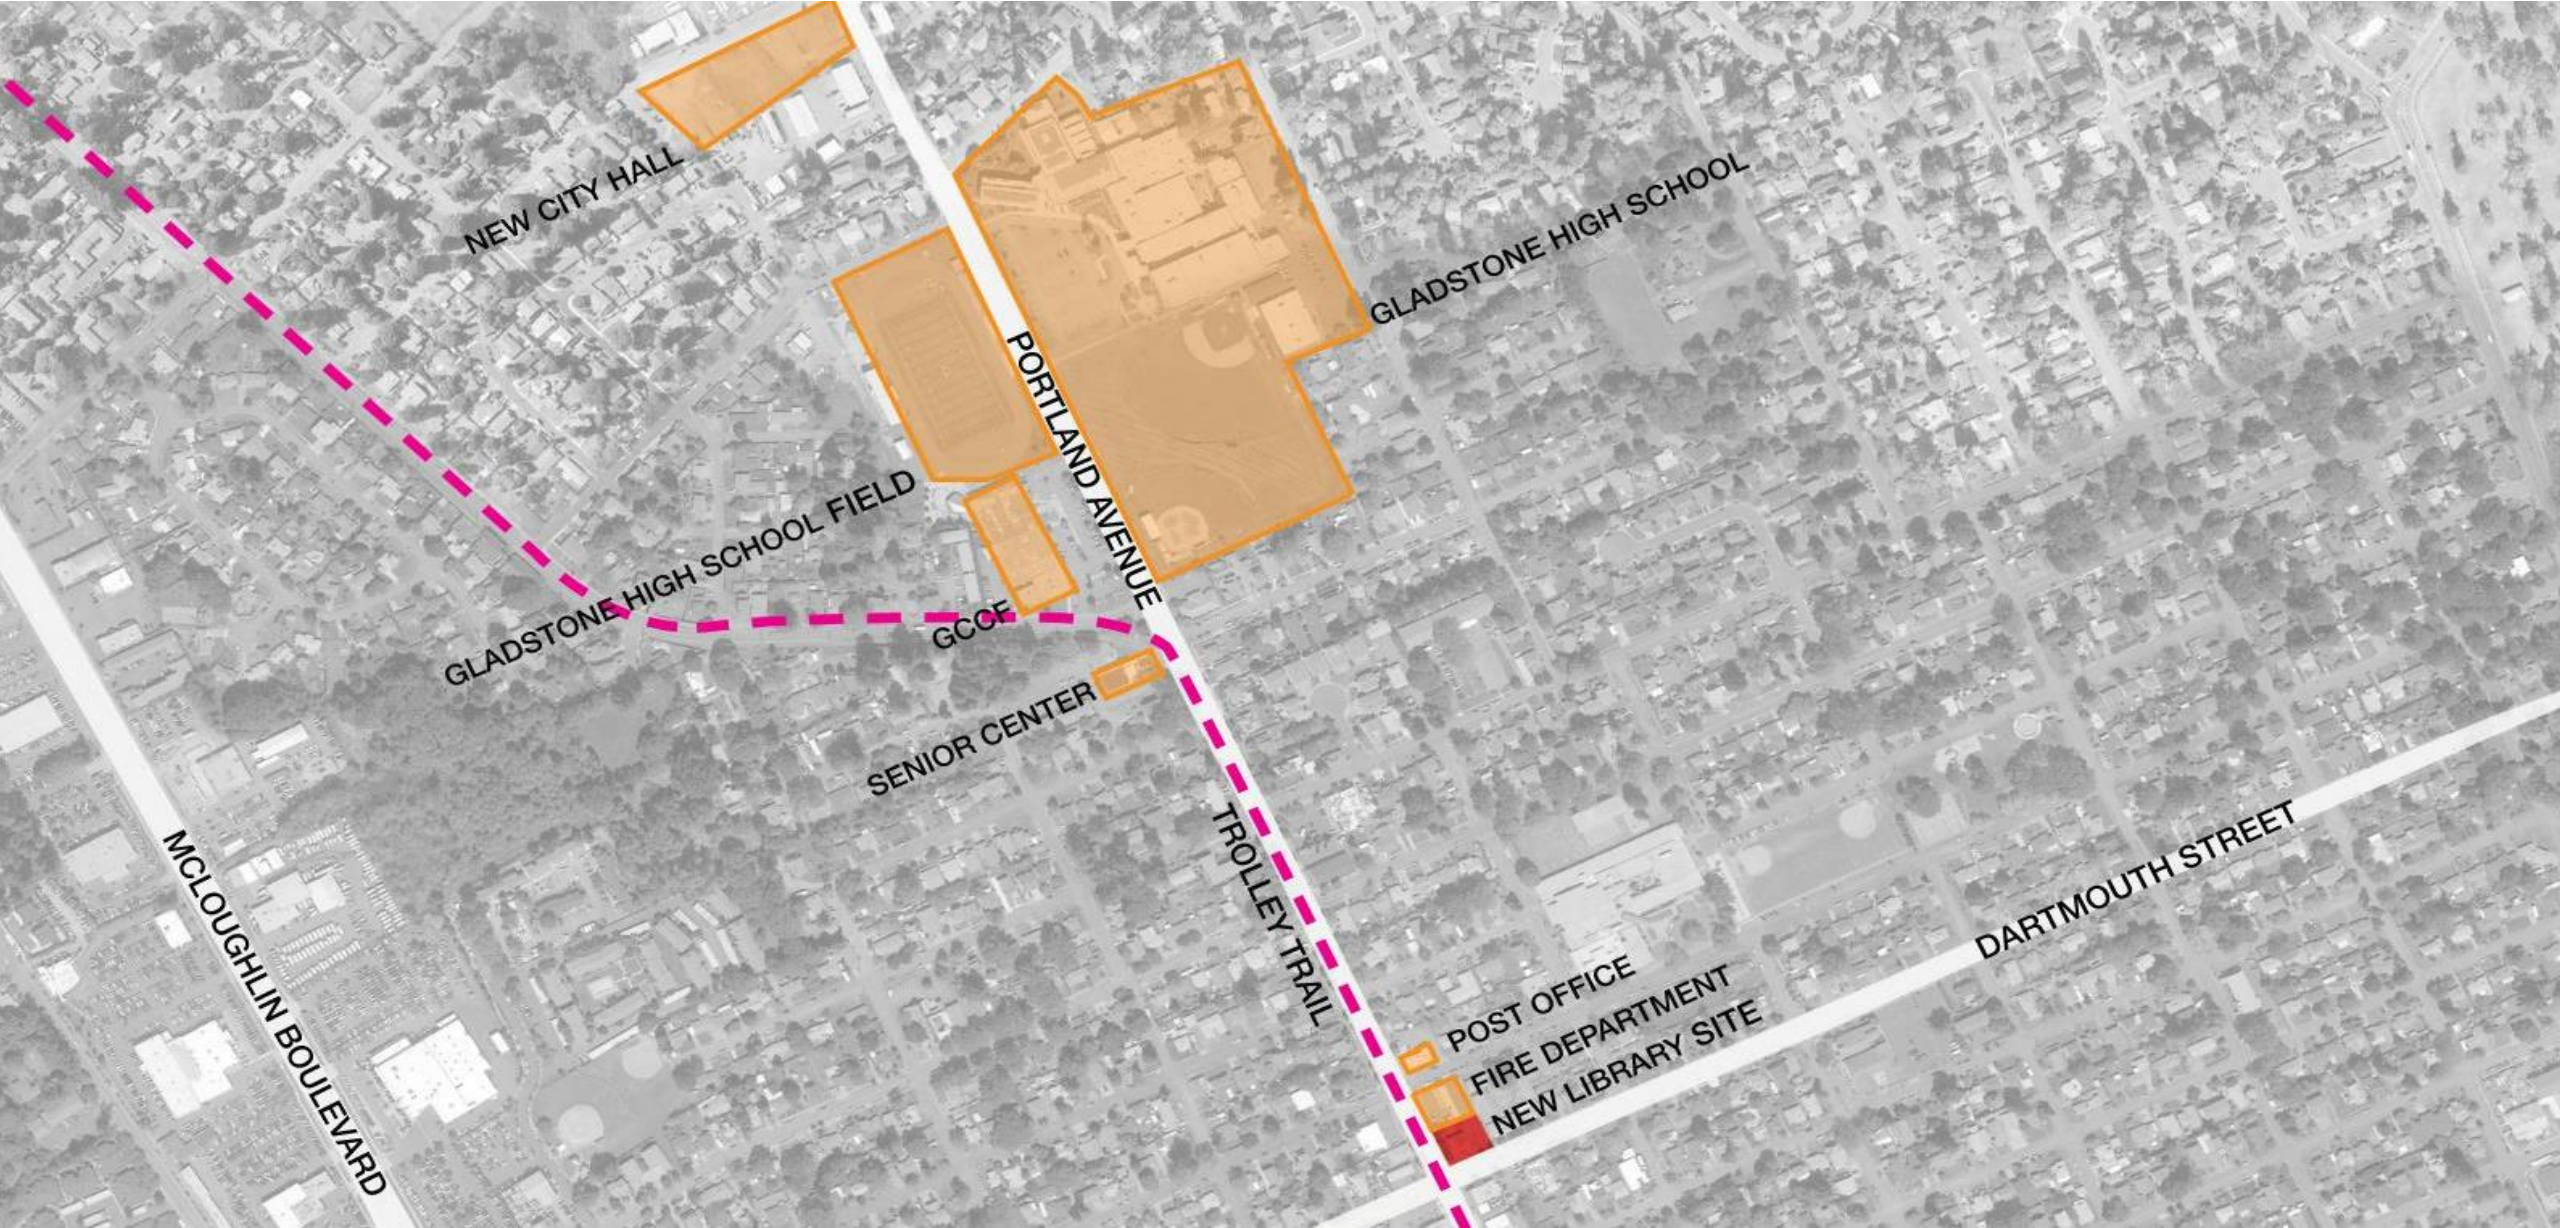 NEW CITY HALL
GLADSTONE HIGH SCHOOL
PORTLAND AVENUE
GLADSTONE HIGH SCHOOL FIELD
GCCF
SENIOR CENTER
TROLLEY TRAIL
MCLOUGHLIN BOULEVARD
DARTMOUTH STREET
POST OFFICE
FIRE DEPARTMENT
NEW LIBRARY SITE